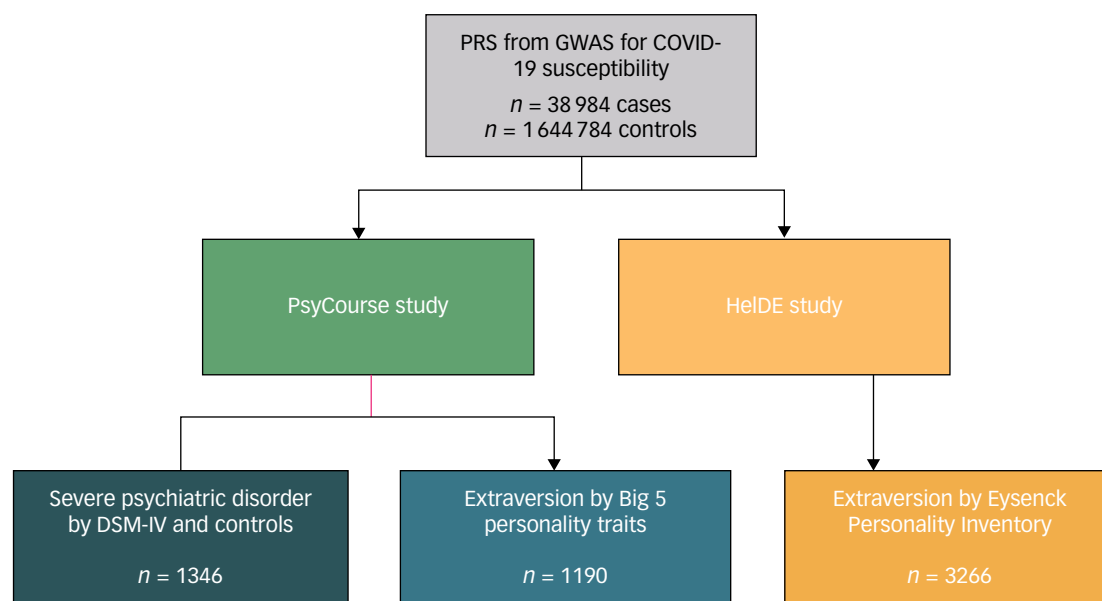 PRS from GWAS for COVID-
19 susceptibility
n = 38 984 cases
n = 1 644 784 controls
PsyCourse study
HeIDE study
Severe psychiatric disorder
by DSM-IV and controls
n = 1346
Extraversion by Big 5
personality traits
n = 1190
Extraversion by Eysenck
Personality Inventory
n = 3266